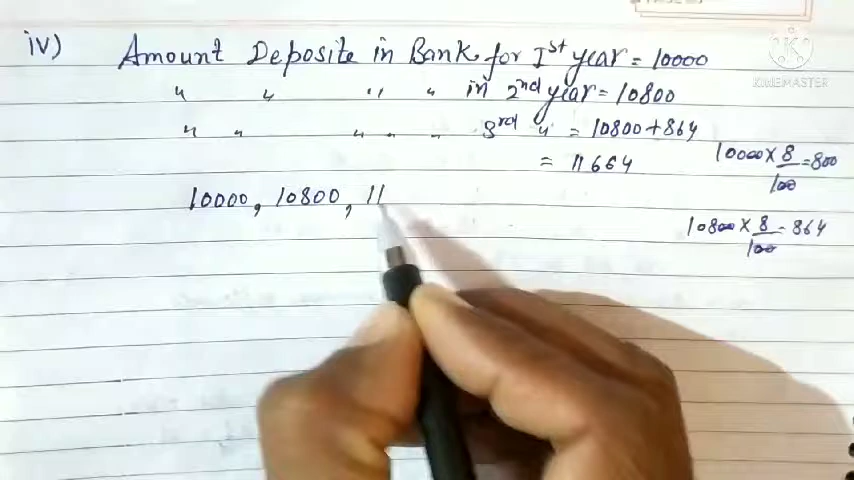 iv) Amount Deposite in Bank for Ist year = 10000
" " " " in 2nd year = 10800
" " " " " 3rd " = 10800 + 864
= 11664
10000 × 8/100 = 800
10000, 10800, 11
10800 × 8/100 = 864
KINEMASTER